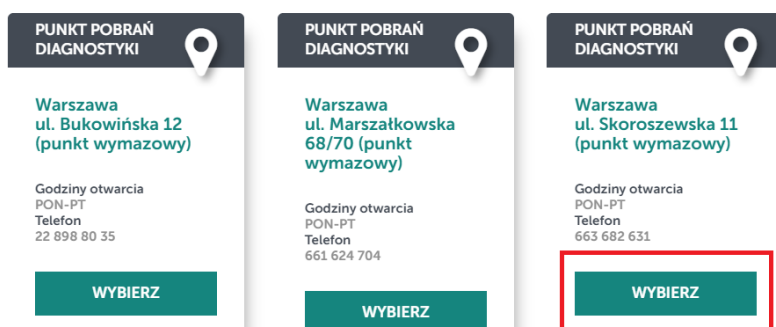 PUNKT POBRAŃ
DIAGNOSTYKI
Warszawa
ul. Bukowińska 12
(punkt wymazowy)
Godziny otwarcia
PON-PT
Telefon
22 898 80 35
WYBIERZ
PUNKT POBRAŃ
DIAGNOSTYKI
Warszawa
ul. Marszałkowska
68/70 (punkt
wymazowy)
Godziny otwarcia
PON-PT
Telefon
661 624 704
WYBIERZ
PUNKT POBRAŃ
DIAGNOSTYKI
Warszawa
ul. Skoroszewska 11
(punkt wymazowy)
Godziny otwarcia
PON-PT
Telefon
663 682 631
WYBIERZ